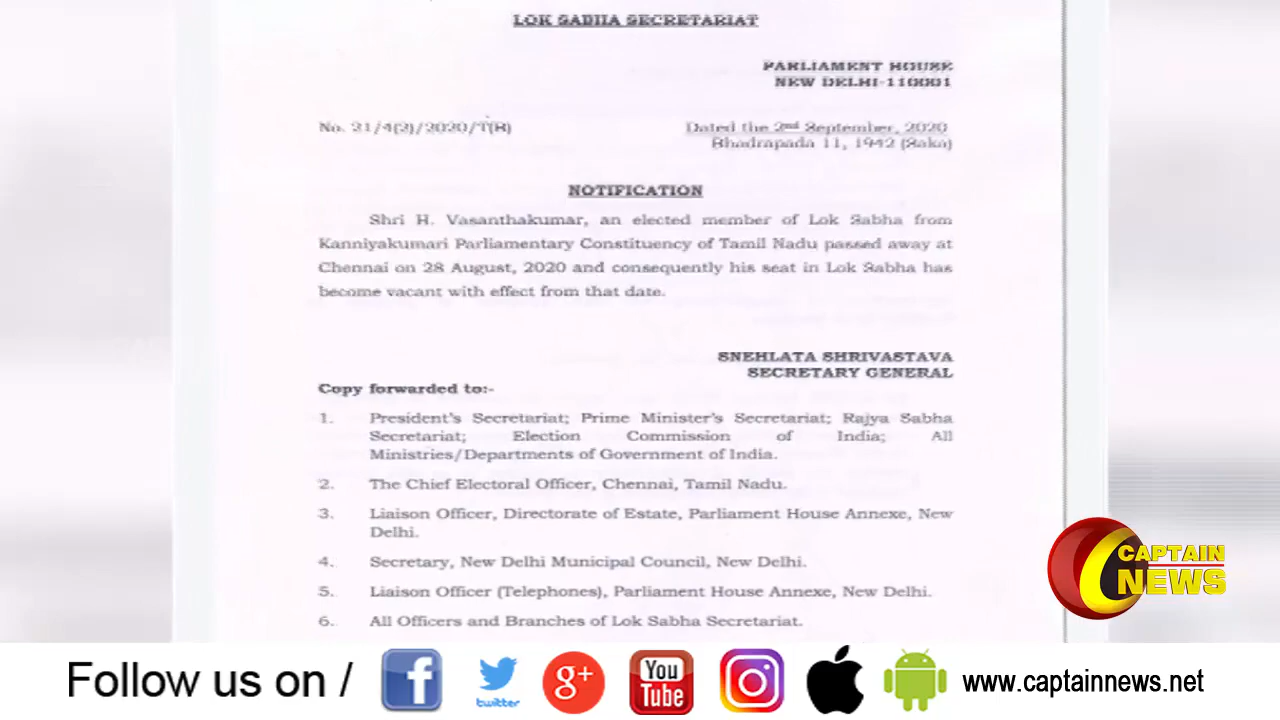 LOK SABHA SECRETARIAT
PARLIAMENT HOUSE
NEW DELHI-110001
No. 21/4(2)/2020/T(B)
Dated the 2nd September, 2020
Bhadrapada 11, 1942 (Saka)
NOTIFICATION
Shri H. Vasanthakumar, an elected member of Lok Sabha from
Kanniyakumari Parliamentary Constituency of Tamil Nadu passed away at
Chennai on 28 August, 2020 and consequently his seat in Lok Sabha has
become vacant with effect from that date.
SNEHLATA SHRIVASTAVA
SECRETARY GENERAL
Copy forwarded to:-
1. President's Secretariat; Prime Minister's Secretariat; Rajya Sabha
Secretariat; Election Commission of India; All
Ministries/Departments of Government of India.
2. The Chief Electoral Officer, Chennai, Tamil Nadu.
3. Liaison Officer, Directorate of Estate, Parliament House Annexe, New
Delhi.
4. Secretary, New Delhi Municipal Council, New Delhi.
5. Liaison Officer (Telephones), Parliament House Annexe, New Delhi.
6. All Officers and Branches of Lok Sabha Secretariat.
CAPTAIN
NEWS
Follow us on / f twitter g+ You Tube www.captainnews.net